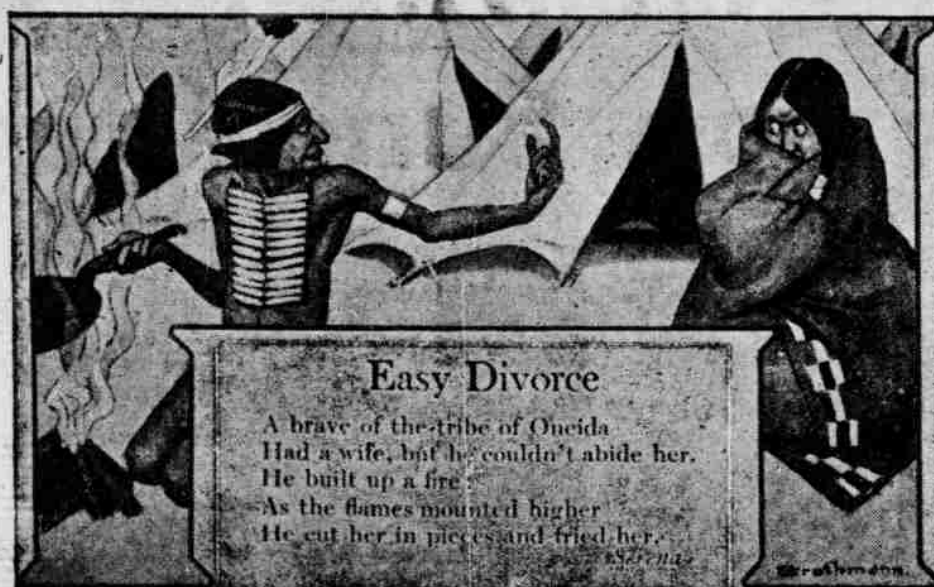 Easy Divorce
A brave of the tribe of Oneida
Had a wife, but he couldn't abide her.
He built up a fire:
As the flames mounted higher
He cut her in pieces and fried her.